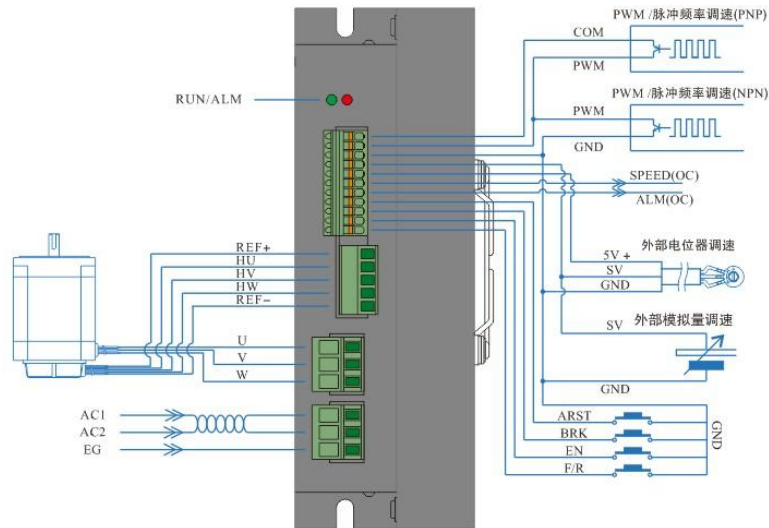 PWM /脉冲频率调速(PNP)
COM
PWM
PWM /脉冲频率调速(NPN)
PWM
GND
RUN/ALM
SPEED(OC)
ALM(OC)
外部电位器调速
5V +
SV
GND
外部模拟量调速
SV
GND
REF+
HU
HV
HW
REF−
U
V
W
AC1
AC2
EG
ARST
BRK
EN
F/R
GND